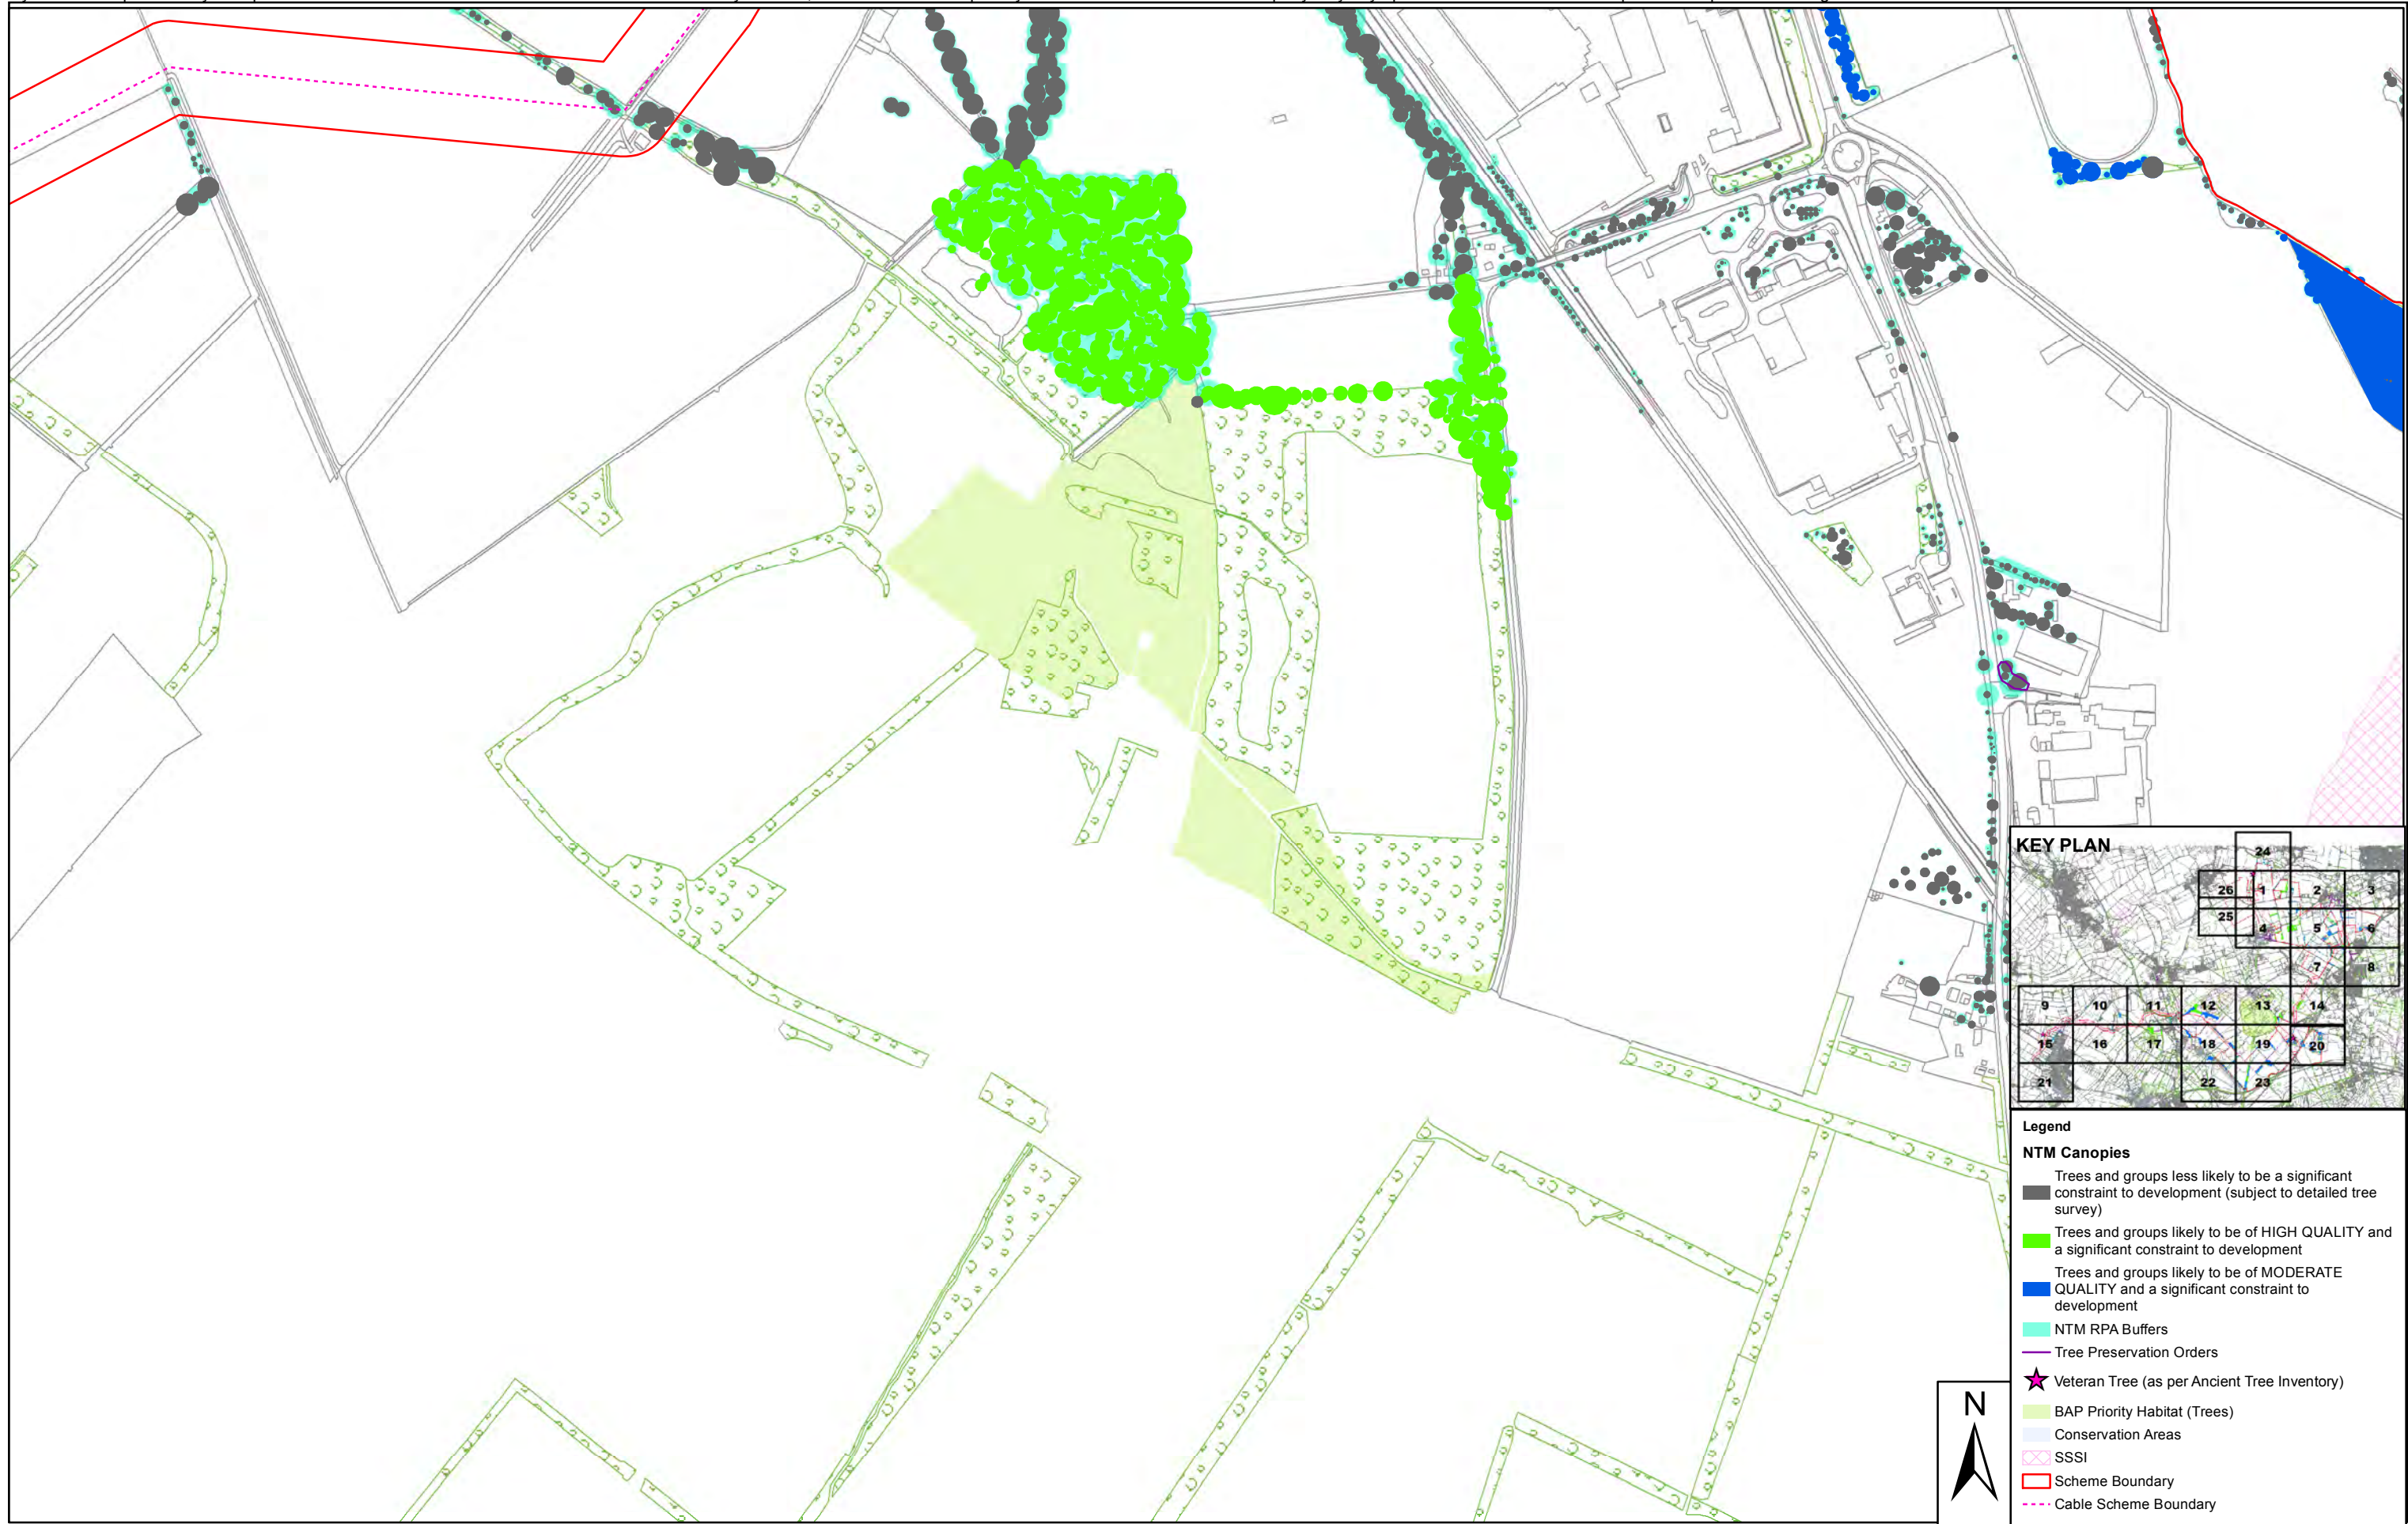 KEY PLAN
24
26 1 2 3
25 4 5 6
7 8
9 10 11 12 13 14
15 16 17 18 19 20
21 22 23
Legend
NTM Canopies
Trees and groups less likely to be a significant
constraint to development (subject to detailed tree
survey)
Trees and groups likely to be of HIGH QUALITY and
a significant constraint to development
Trees and groups likely to be of MODERATE
QUALITY and a significant constraint to
development
NTM RPA Buffers
Tree Preservation Orders
Veteran Tree (as per Ancient Tree Inventory)
BAP Priority Habitat (Trees)
Conservation Areas
SSSI
Scheme Boundary
Cable Scheme Boundary
N